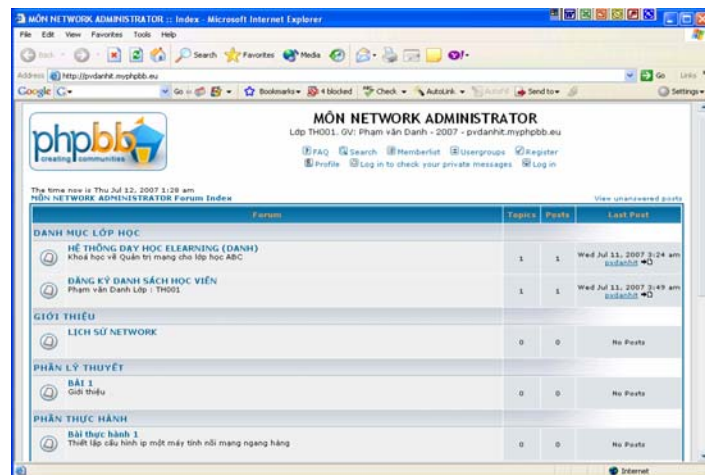 MÔN NETWORK ADMINISTRATOR :: Index - Microsoft Internet Explorer
File Edit View Favorites Tools Help
Back Search Favorites Media
Address http://pvdanhit.myphpbb.eu Go Links
Google G Go Bookmarks 4 blocked Check AutoLink AutoFill Send to Settings
phpbb
creating communities
MÔN NETWORK ADMINISTRATOR
Lớp TH001. GV: Phạm văn Danh - 2007 - pvdanhit.myphpbb.eu
FAQ Search Memberlist Usergroups Register
Profile Log in to check your private messages Log in
The time now is Thu Jul 12, 2007 1:28 am
MÔN NETWORK ADMINISTRATOR Forum Index View unanswered posts
Forum Topics Posts Last Post
DANH MỤC LỚP HỌC
HỆ THỐNG DẠY HỌC ELEARNING (DANH)
Khoá học về Quản trị mạng cho lớp học ABC
1 1 Wed Jul 11, 2007 3:24 am
pvdanhit
ĐĂNG KÝ DANH SÁCH HỌC VIÊN
Phạm văn Danh Lớp : TH001
1 1 Wed Jul 11, 2007 3:49 am
pvdanhit
GIỚI THIỆU
LỊCH SỬ NETWORK
0 0 No Posts
PHẦN LÝ THUYẾT
BÀI 1
Giới thiệu
0 0 No Posts
PHẦN THỰC HÀNH
Bài thực hành 1
Thiết lập cấu hình ip một máy tính nối mạng ngang hàng
0 0 No Posts
Internet